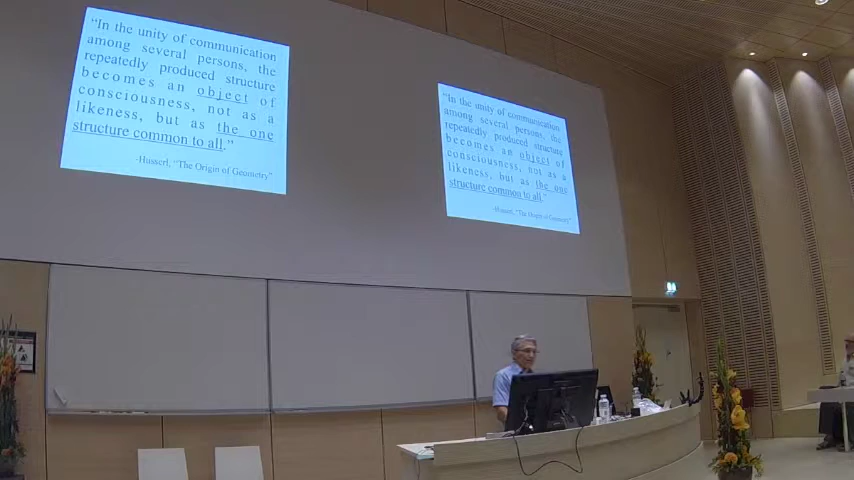 "In the unity of communication
among several persons, the
repeatedly produced structure
becomes an object of
consciousness, not as a
likeness, but as the one
structure common to all."
-Husserl, "The Origin of Geometry"
"In the unity of communication
among several persons, the
repeatedly produced structure
becomes an object of
consciousness, not as a
likeness, but as the one
structure common to all."
-Husserl, "The Origin of Geometry"